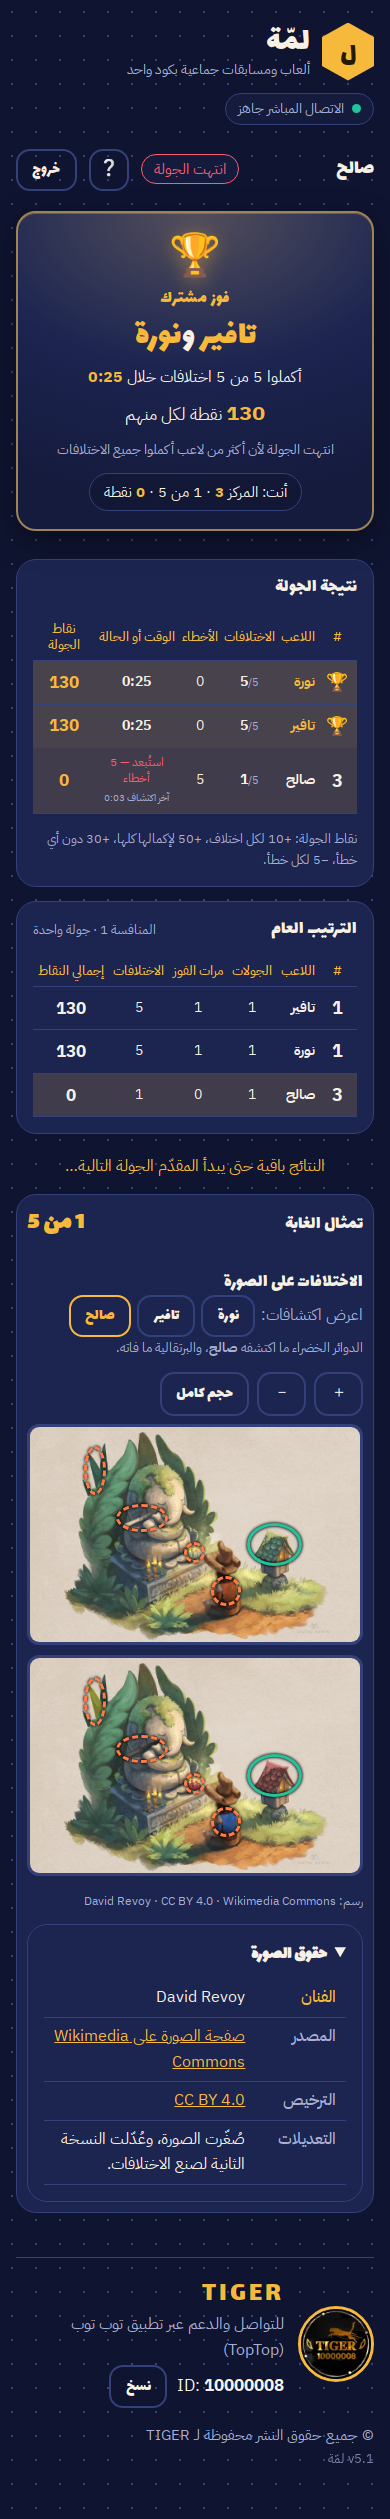 ل
لمّة
ألعاب ومسابقات جماعية بكود واحد
الاتصال المباشر جاهز
صالح
انتهت الجولة
?
خروج
فوز مشترك
تافير ونورة
أكملوا 5 من 5 اختلافات خلال 0:25
130 نقطة لكل منهم
انتهت الجولة لأن أكثر من لاعب أكملوا جميع الاختلافات
أنت: المركز 3 · 1 من 5 · 0 نقطة
نتيجة الجولة
# اللاعب الاختلافات الأخطاء الوقت أو الحالة نقاط الجولة
نورة 5/5 0 0:25 130
تافير 5/5 0 0:25 130
3 صالح 1/5 5 استُبعد — 5 أخطاء آخر اكتشاف 0:03 0
نقاط الجولة: +10 لكل اختلاف، +50 لإكمالها كلها، +30 دون أي
خطأ، −5 لكل خطأ.
الترتيب العام
المنافسة 1 · جولة واحدة
# اللاعب الجولات مرات الفوز الاختلافات إجمالي النقاط
1 تافير 1 1 5 130
1 نورة 1 1 5 130
3 صالح 1 0 1 0
النتائج باقية حتى يبدأ المقدّم الجولة التالية...
تمثال الغابة
1 من 5
الاختلافات على الصورة
اعرض اكتشافات: نورة تافير صالح
الدوائر الخضراء ما اكتشفه صالح، والبرتقالية ما فاته.
+ − حجم كامل
رسم: David Revoy · CC BY 4.0 · Wikimedia Commons
▼ حقوق الصورة
الفنان David Revoy
المصدر صفحة الصورة على Wikimedia
Commons
الترخيص CC BY 4.0
التعديلات صُغّرت الصورة، وعُدّلت النسخة
الثانية لصنع الاختلافات.
TIGER
10000008
TIGER
للتواصل والدعم عبر تطبيق توب توب
(TopTop)
ID: 10000008 نسخ
© جميع حقوق النشر محفوظة لـ TIGER
لمّة v5.1